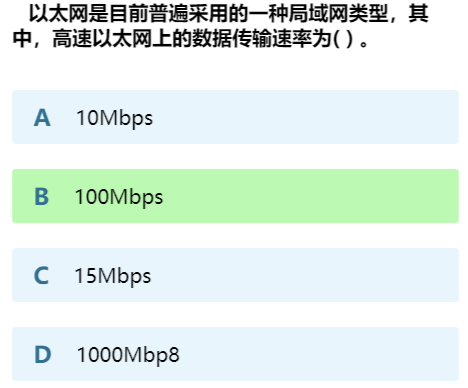 以太网是目前普遍采用的一种局域网类型，其
中，高速以太网上的数据传输速率为( ) 。
A 10Mbps
B 100Mbps
C 15Mbps
D 1000Mbp8